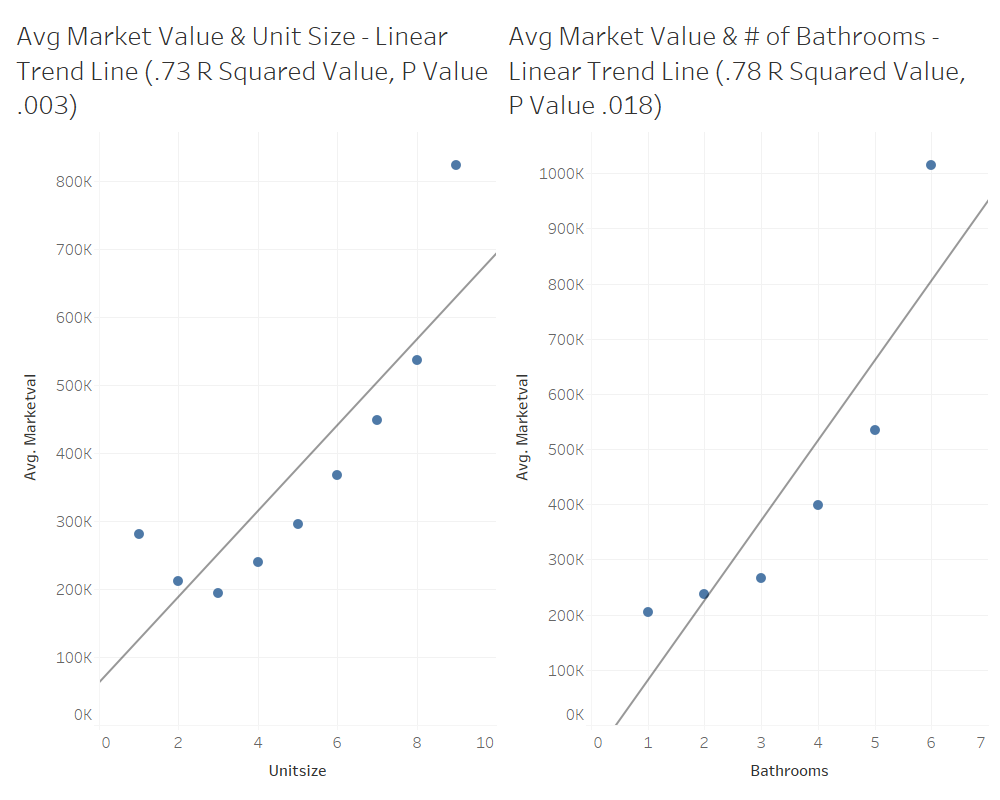 Avg Market Value & Unit Size - Linear
Trend Line (.73 R Squared Value, P Value
.003)
800K
700K
600K
500K
400K
300K
200K
100K
0K
Avg. Marketval
0 2 4 6 8 10
Unitsize
Avg Market Value & # of Bathrooms -
Linear Trend Line (.78 R Squared Value,
P Value .018)
1000K
900K
800K
700K
600K
500K
400K
300K
200K
100K
0K
Avg. Marketval
0 1 2 3 4 5 6 7
Bathrooms